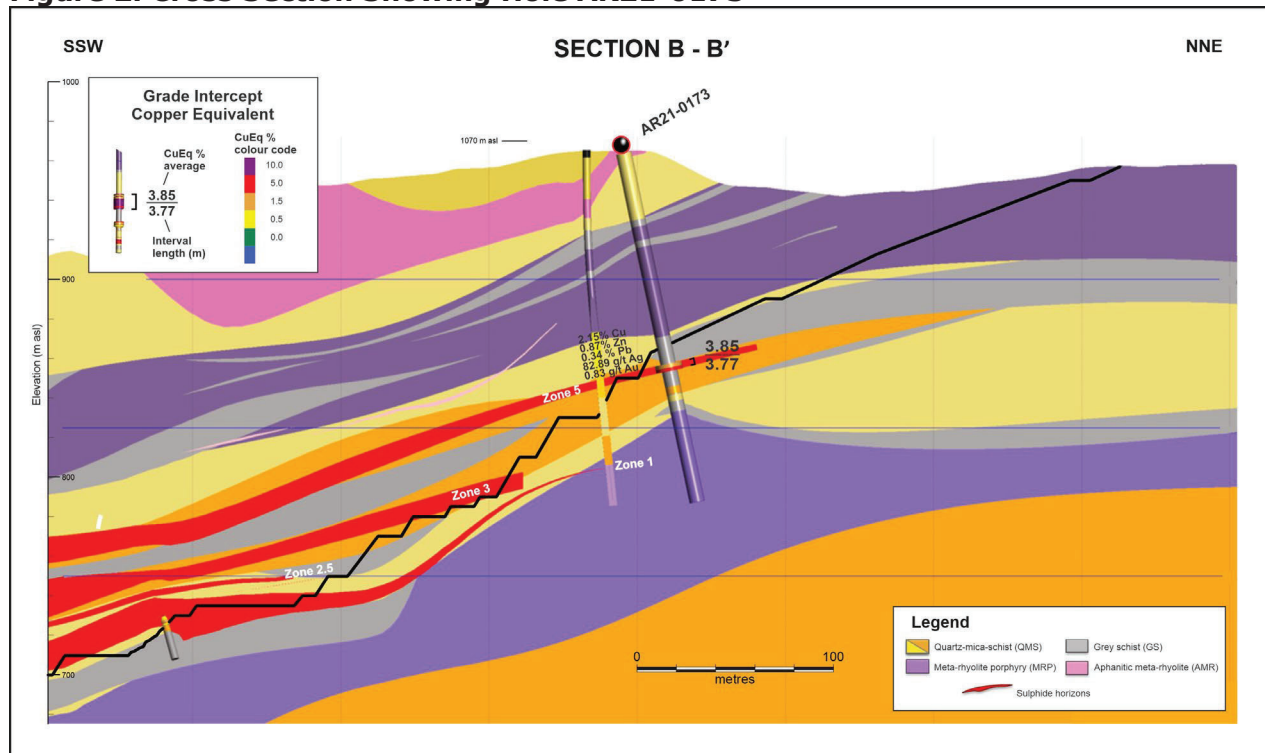 Figure 2. Cross Section Showing Hole AR21-0173
SSW
SECTION B - B'
NNE
1000
Grade Intercept
Copper Equivalent
CuEq %
average
3.85
3.77
Interval
length (m)
CuEq %
colour code
10.0
5.0
1.5
0.5
0.0
1070 m asl
AR21-0173
900
Elevation (m asl)
2.15% Cu
0.87% Zn
0.34 % Pb
82.89 g/t Ag
0.83 g/t Au
3.85
3.77
Zone 5
800
Zone 1
Zone 3
Zone 2.5
700
0
100
metres
Legend
Quartz-mica-schist (QMS)
Grey schist (GS)
Meta-rhyolite porphyry (MRP)
Aphanitic meta-rhyolite (AMR)
Sulphide horizons